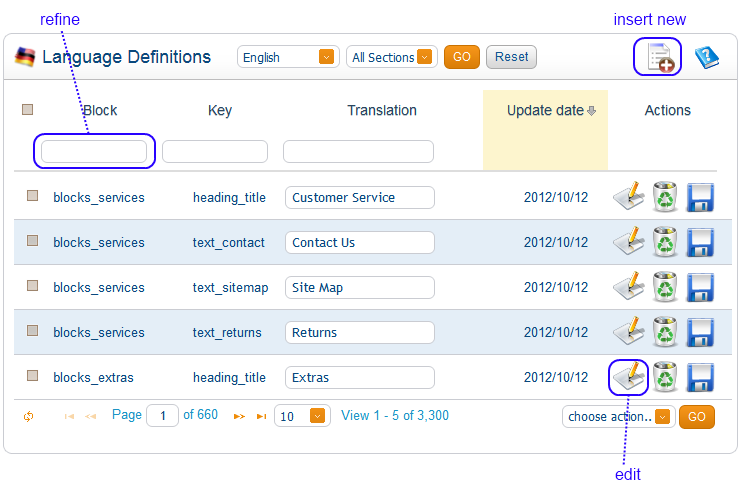 refine
insert new
Language Definitions English All Sections GO Reset
Block Key Translation Update date Actions
blocks_services heading_title Customer Service 2012/10/12
blocks_services text_contact Contact Us 2012/10/12
blocks_services text_sitemap Site Map 2012/10/12
blocks_services text_returns Returns 2012/10/12
blocks_extras heading_title Extras 2012/10/12
Page 1 of 660 10 View 1 - 5 of 3,300 choose action.. GO
edit